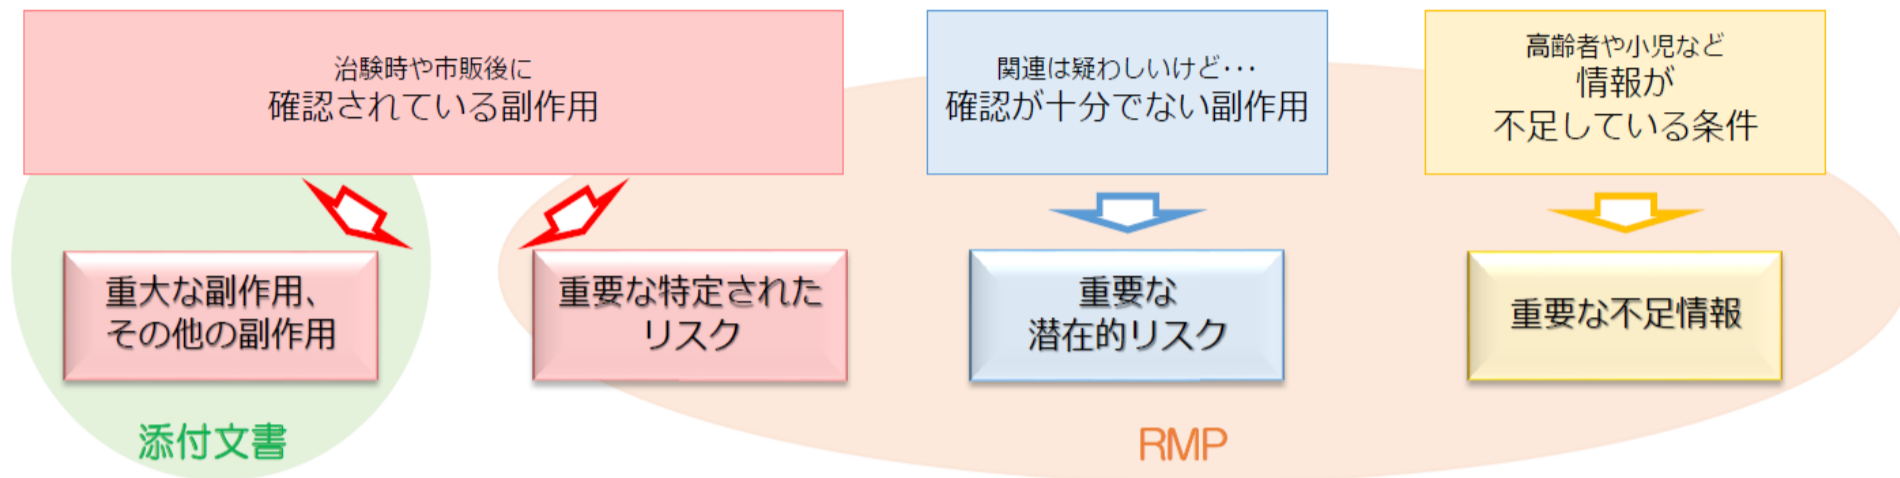 治験時や市販後に
確認されている副作用
関連は疑わしいけど･･･
確認が十分でない副作用
高齢者や小児など
情報が
不足している条件
重大な副作用、
その他の副作用
重要な特定された
リスク
重要な
潜在的リスク
重要な不足情報
添付文書
RMP